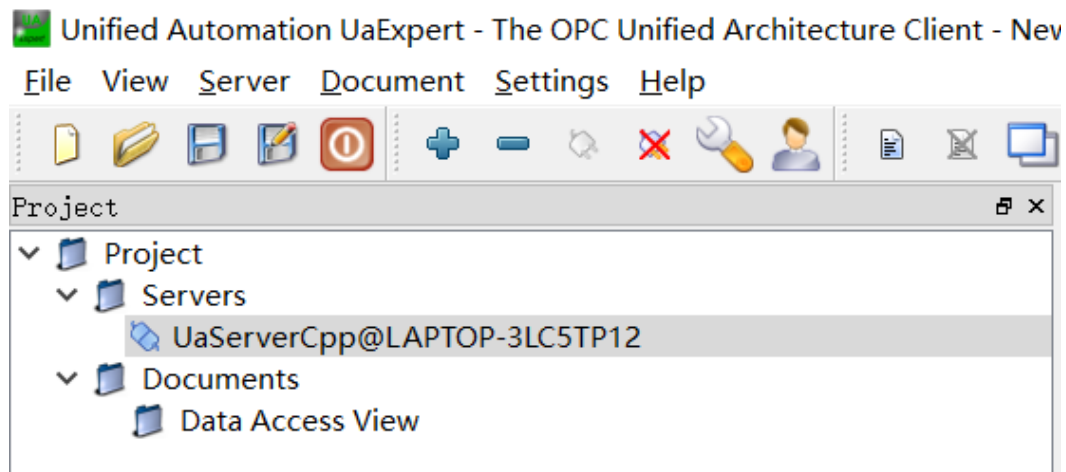 Unified Automation UaExpert - The OPC Unified Architecture Client - New
File View Server Document Settings Help
Project
Project
Servers
UaServerCpp@LAPTOP-3LC5TP12
Documents
Data Access View